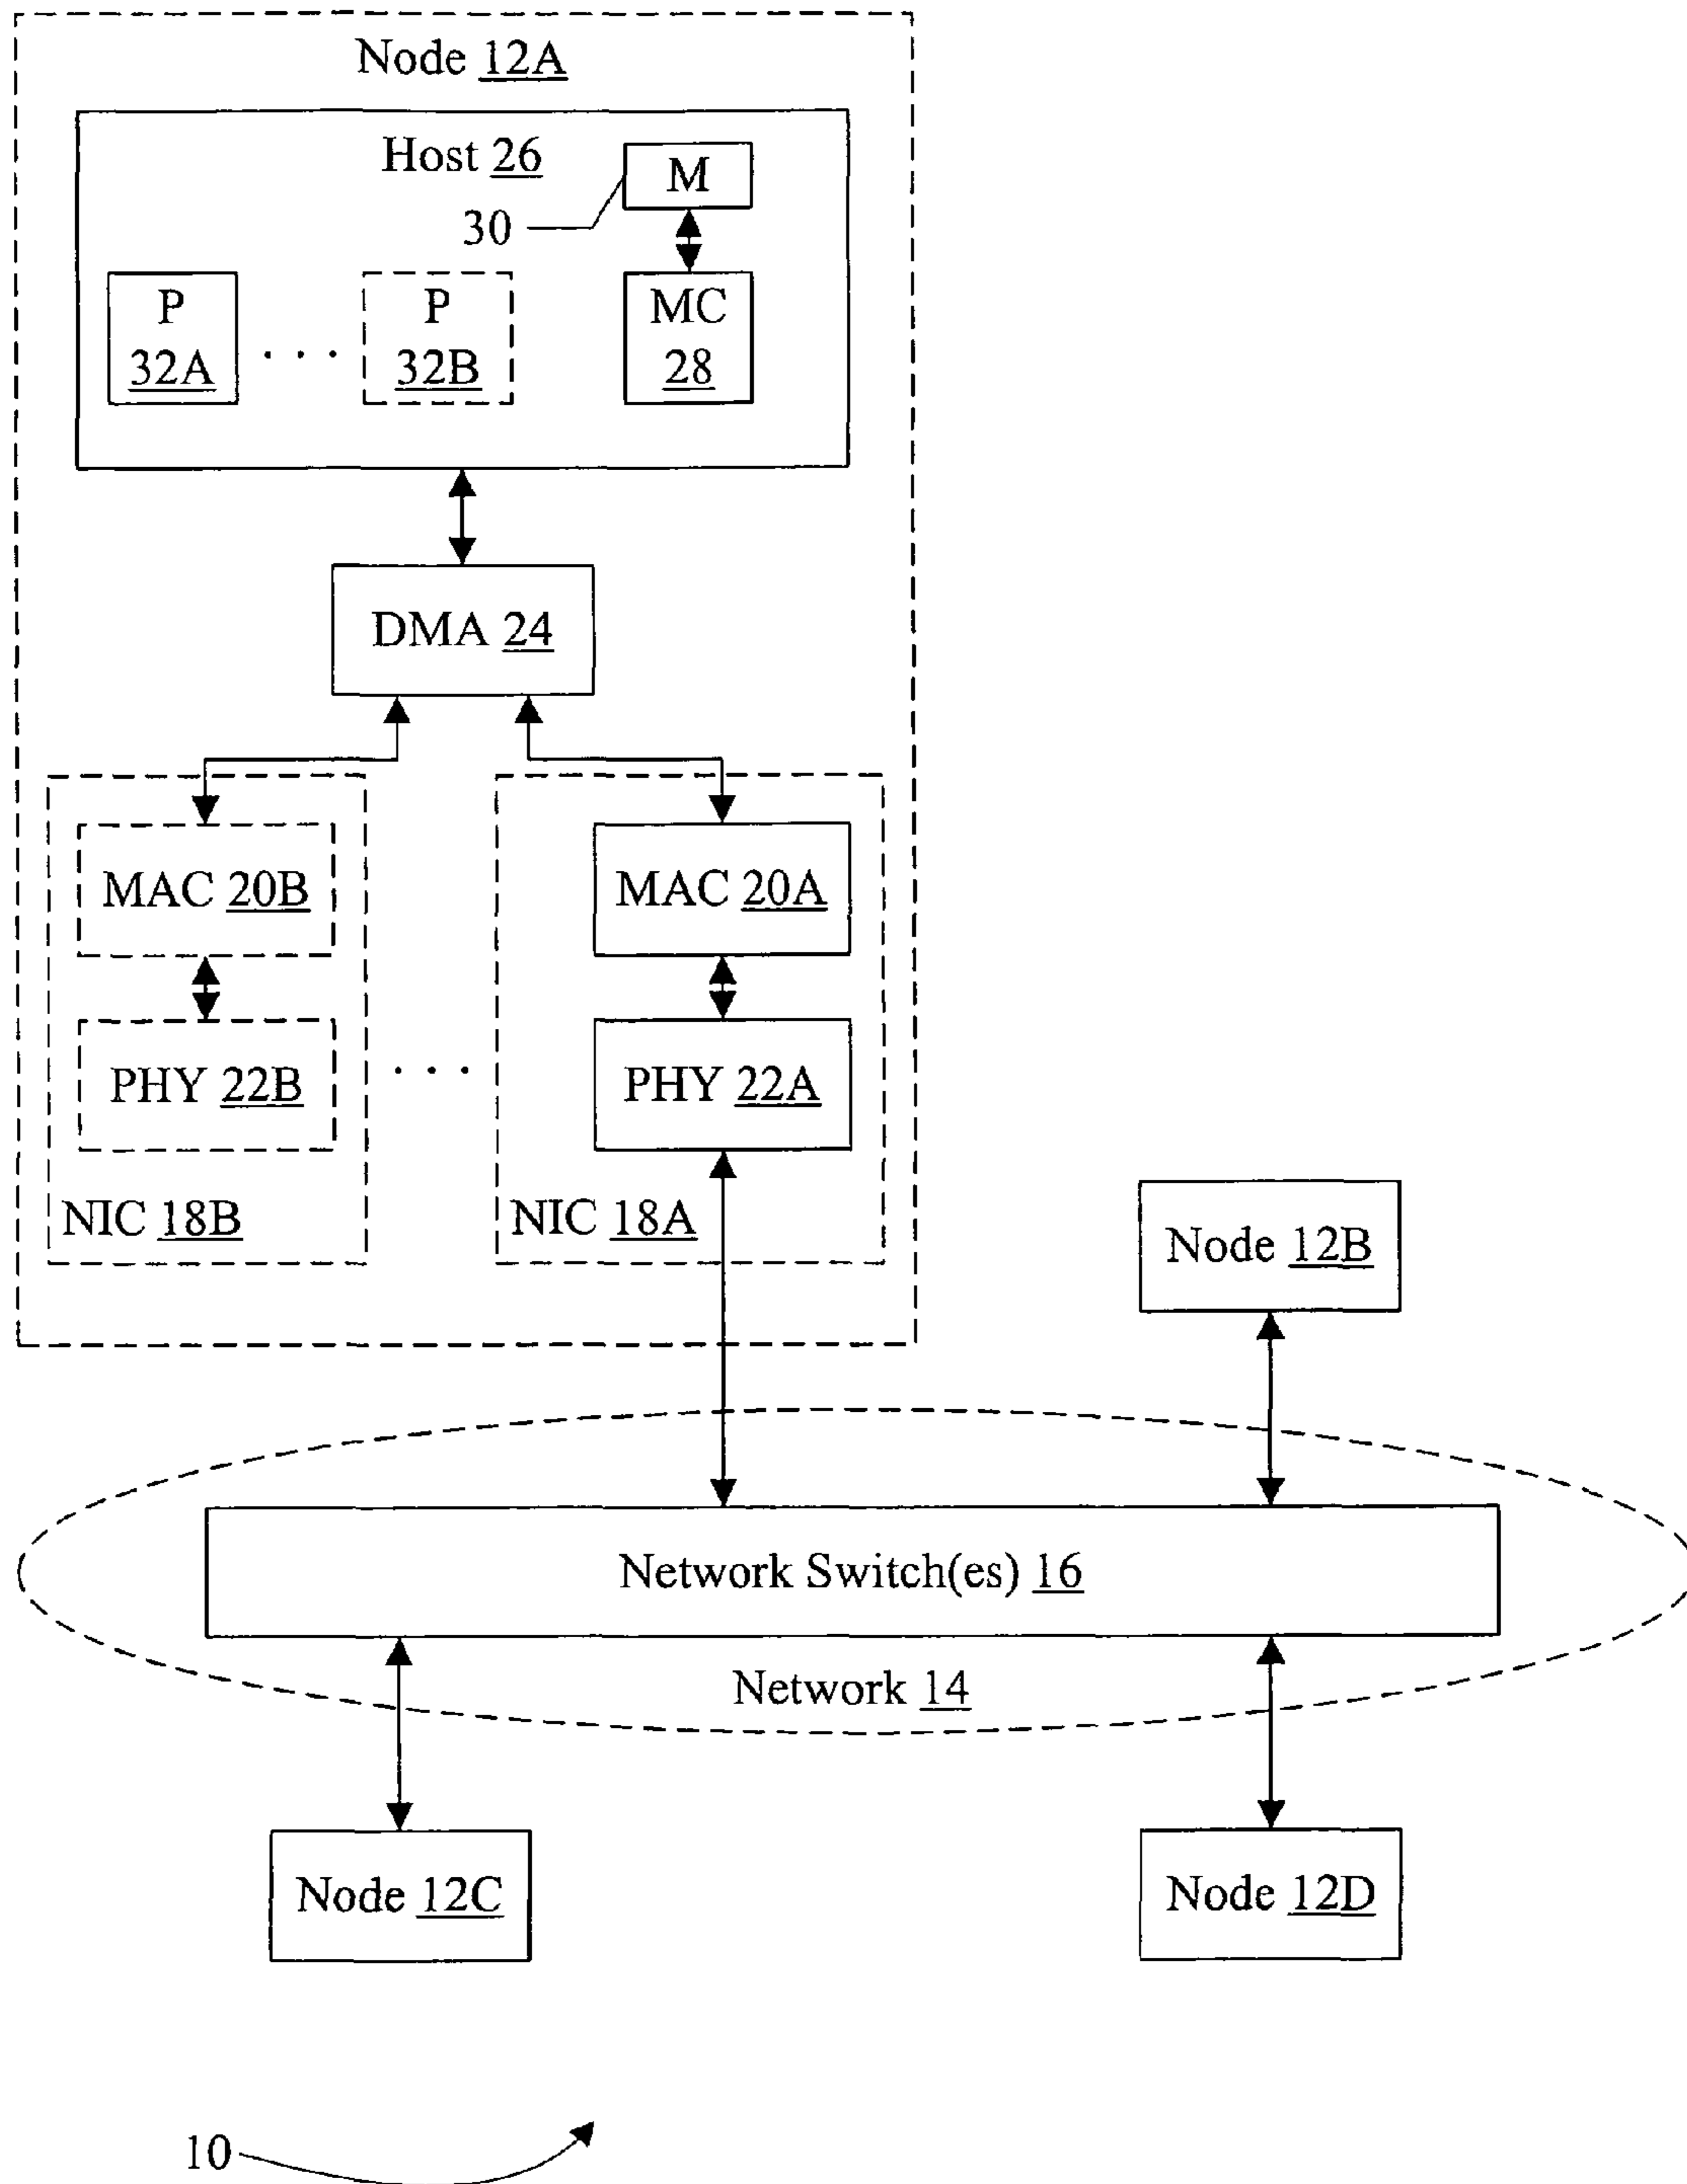 Node 12A
Host 26
M
30
P
32A
. . .
P
32B
MC
28
DMA 24
MAC 20B
MAC 20A
PHY 22B
. . .
PHY 22A
NIC 18B
NIC 18A
Node 12B
Network Switch(es) 16
Network 14
Node 12C
Node 12D
10